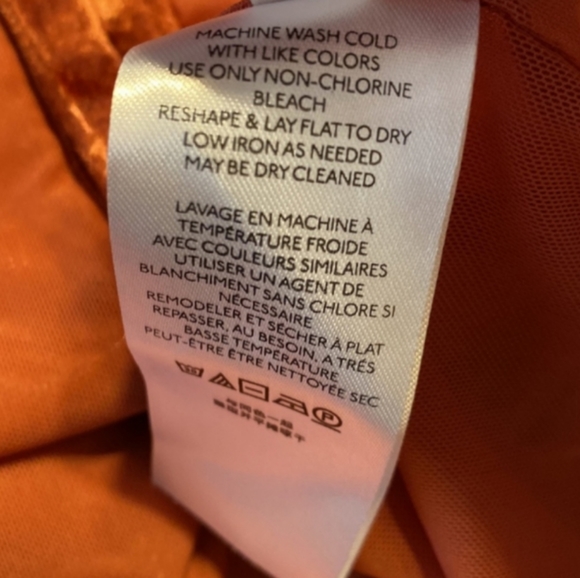 MACHINE WASH COLD
WITH LIKE COLORS
USE ONLY NON-CHLORINE
BLEACH
RESHAPE & LAY FLAT TO DRY
LOW IRON AS NEEDED
MAY BE DRY CLEANED
LAVAGE EN MACHINE À
TEMPÉRATURE FROIDE
AVEC COULEURS SIMILAIRES
UTILISER UN AGENT DE
BLANCHIMENT SANS CHLORE SI
NÉCESSAIRE
REMODELER ET SÉCHER À PLAT
REPASSER, AU BESOIN, A TRÉS
BASSE TEMPÉRATURE
PEUT-ÊTRE ÊTRE NETTOYÉE SEC
P